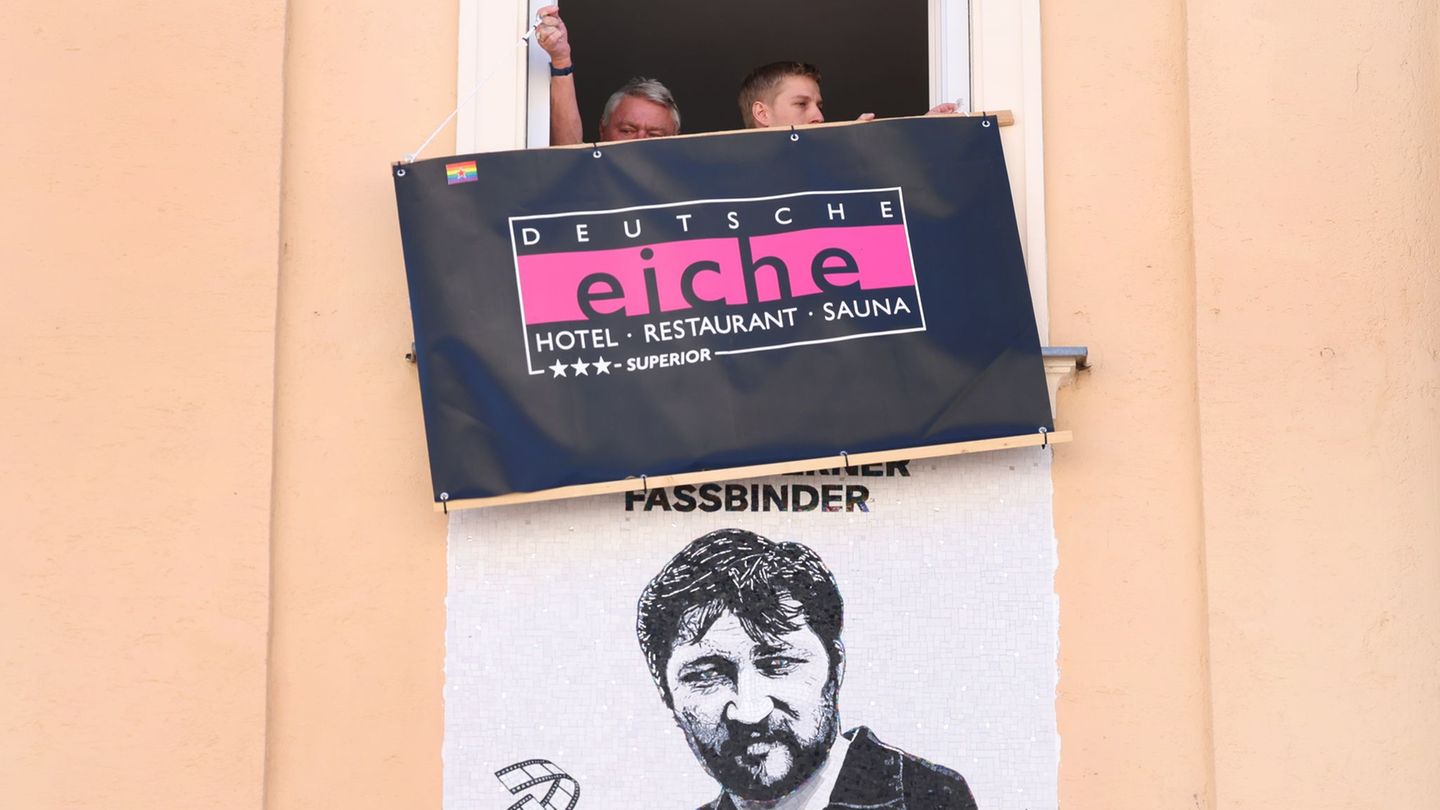 DEUTSCHE
eiche
HOTEL · RESTAURANT · SAUNA
★★★- SUPERIOR
FASSBINDER